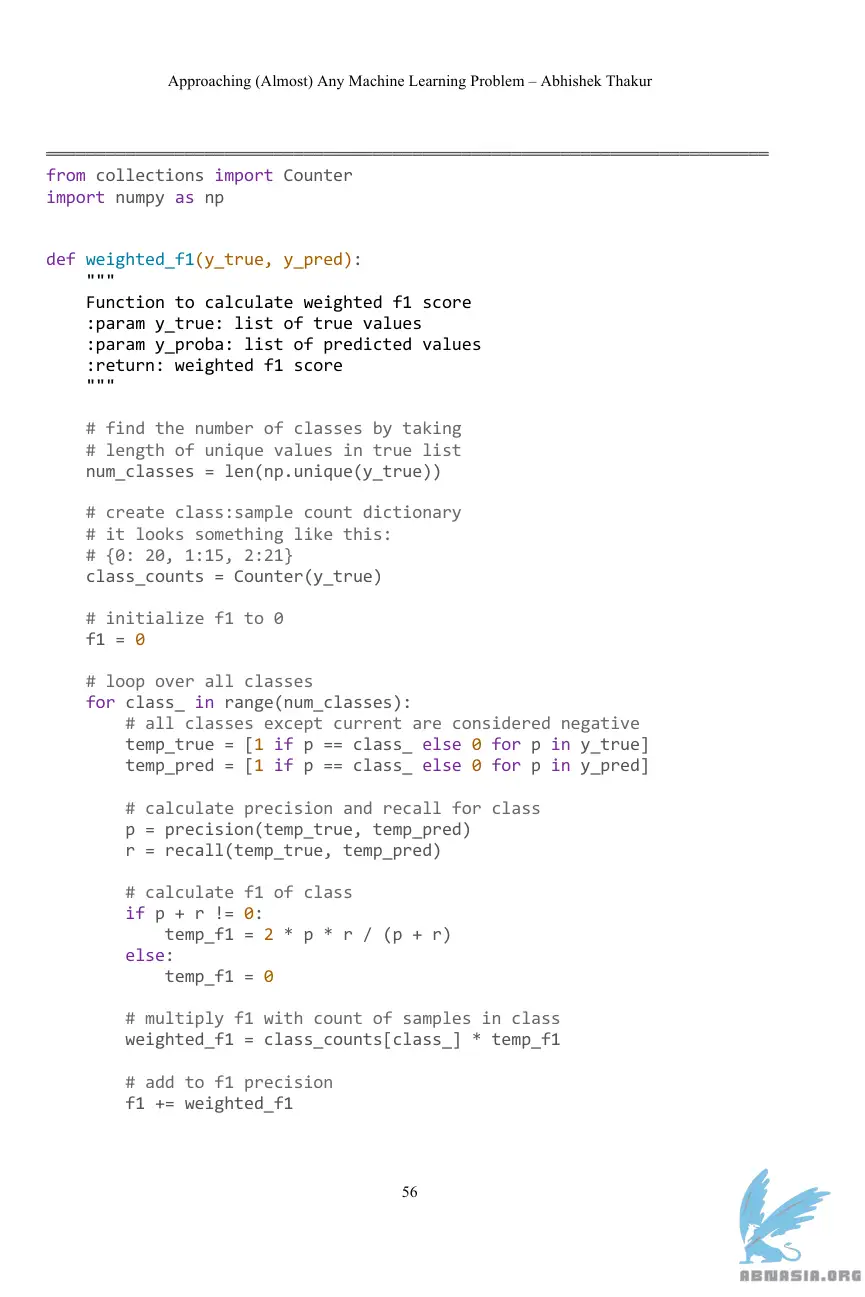 Approaching (Almost) Any Machine Learning Problem – Abhishek Thakur
from collections import Counter
import numpy as np
def weighted_f1(y_true, y_pred):
    """
    Function to calculate weighted f1 score
    :param y_true: list of true values
    :param y_proba: list of predicted values
    :return: weighted f1 score
    """
    # find the number of classes by taking
    # length of unique values in true list
    num_classes = len(np.unique(y_true))
    # create class:sample count dictionary
    # it looks something like this:
    # {0: 20, 1:15, 2:21}
    class_counts = Counter(y_true)
    # initialize f1 to 0
    f1 = 0
    # loop over all classes
    for class_ in range(num_classes):
        # all classes except current are considered negative
        temp_true = [1 if p == class_ else 0 for p in y_true]
        temp_pred = [1 if p == class_ else 0 for p in y_pred]
        # calculate precision and recall for class
        p = precision(temp_true, temp_pred)
        r = recall(temp_true, temp_pred)
        # calculate f1 of class
        if p + r != 0:
            temp_f1 = 2 * p * r / (p + r)
        else:
            temp_f1 = 0
        # multiply f1 with count of samples in class
        weighted_f1 = class_counts[class_] * temp_f1
        # add to f1 precision
        f1 += weighted_f1
56
ABNASIA.ORG